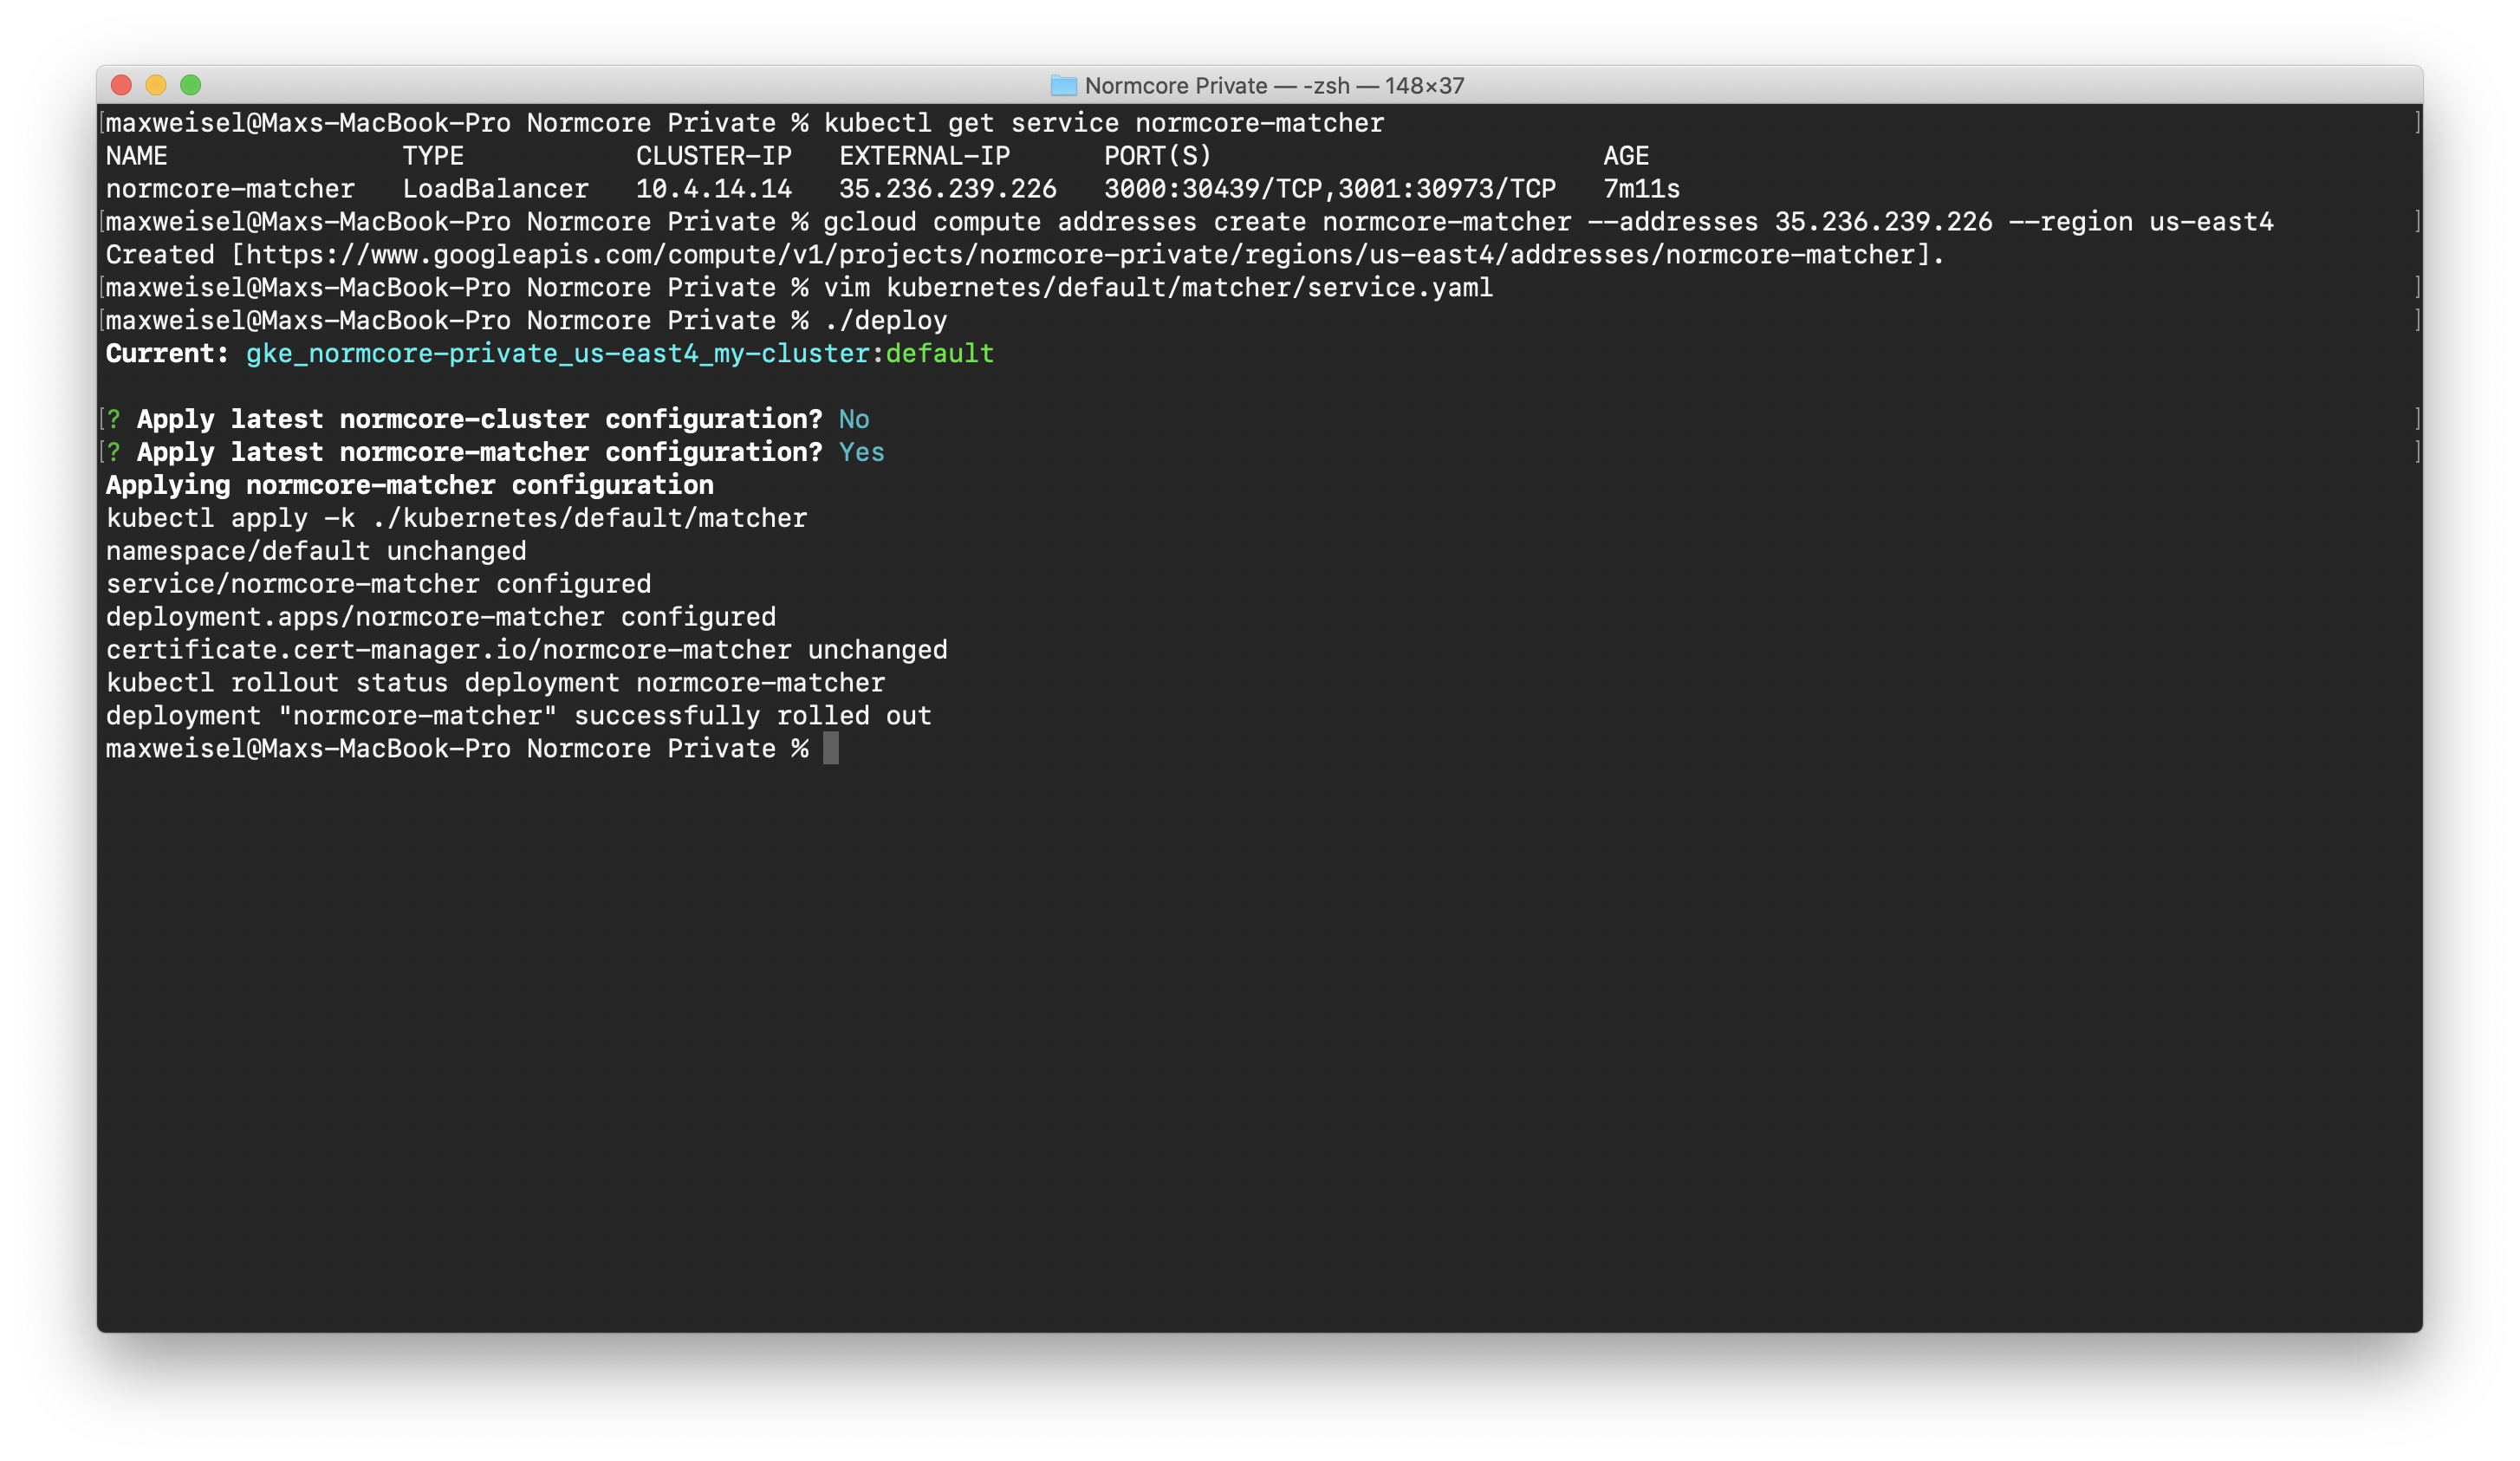 Normcore Private — -zsh — 148×37
maxweisel@Maxs-MacBook-Pro Normcore Private % kubectl get service normcore-matcher
NAME TYPE CLUSTER-IP EXTERNAL-IP PORT(S) AGE
normcore-matcher LoadBalancer 10.4.14.14 35.236.239.226 3000:30439/TCP,3001:30973/TCP 7m11s
maxweisel@Maxs-MacBook-Pro Normcore Private % gcloud compute addresses create normcore-matcher --addresses 35.236.239.226 --region us-east4
Created [https://www.googleapis.com/compute/v1/projects/normcore-private/regions/us-east4/addresses/normcore-matcher].
maxweisel@Maxs-MacBook-Pro Normcore Private % vim kubernetes/default/matcher/service.yaml
maxweisel@Maxs-MacBook-Pro Normcore Private % ./deploy
Current: gke_normcore-private_us-east4_my-cluster:default
? Apply latest normcore-cluster configuration? No
? Apply latest normcore-matcher configuration? Yes
Applying normcore-matcher configuration
kubectl apply -k ./kubernetes/default/matcher
namespace/default unchanged
service/normcore-matcher configured
deployment.apps/normcore-matcher configured
certificate.cert-manager.io/normcore-matcher unchanged
kubectl rollout status deployment normcore-matcher
deployment "normcore-matcher" successfully rolled out
maxweisel@Maxs-MacBook-Pro Normcore Private %